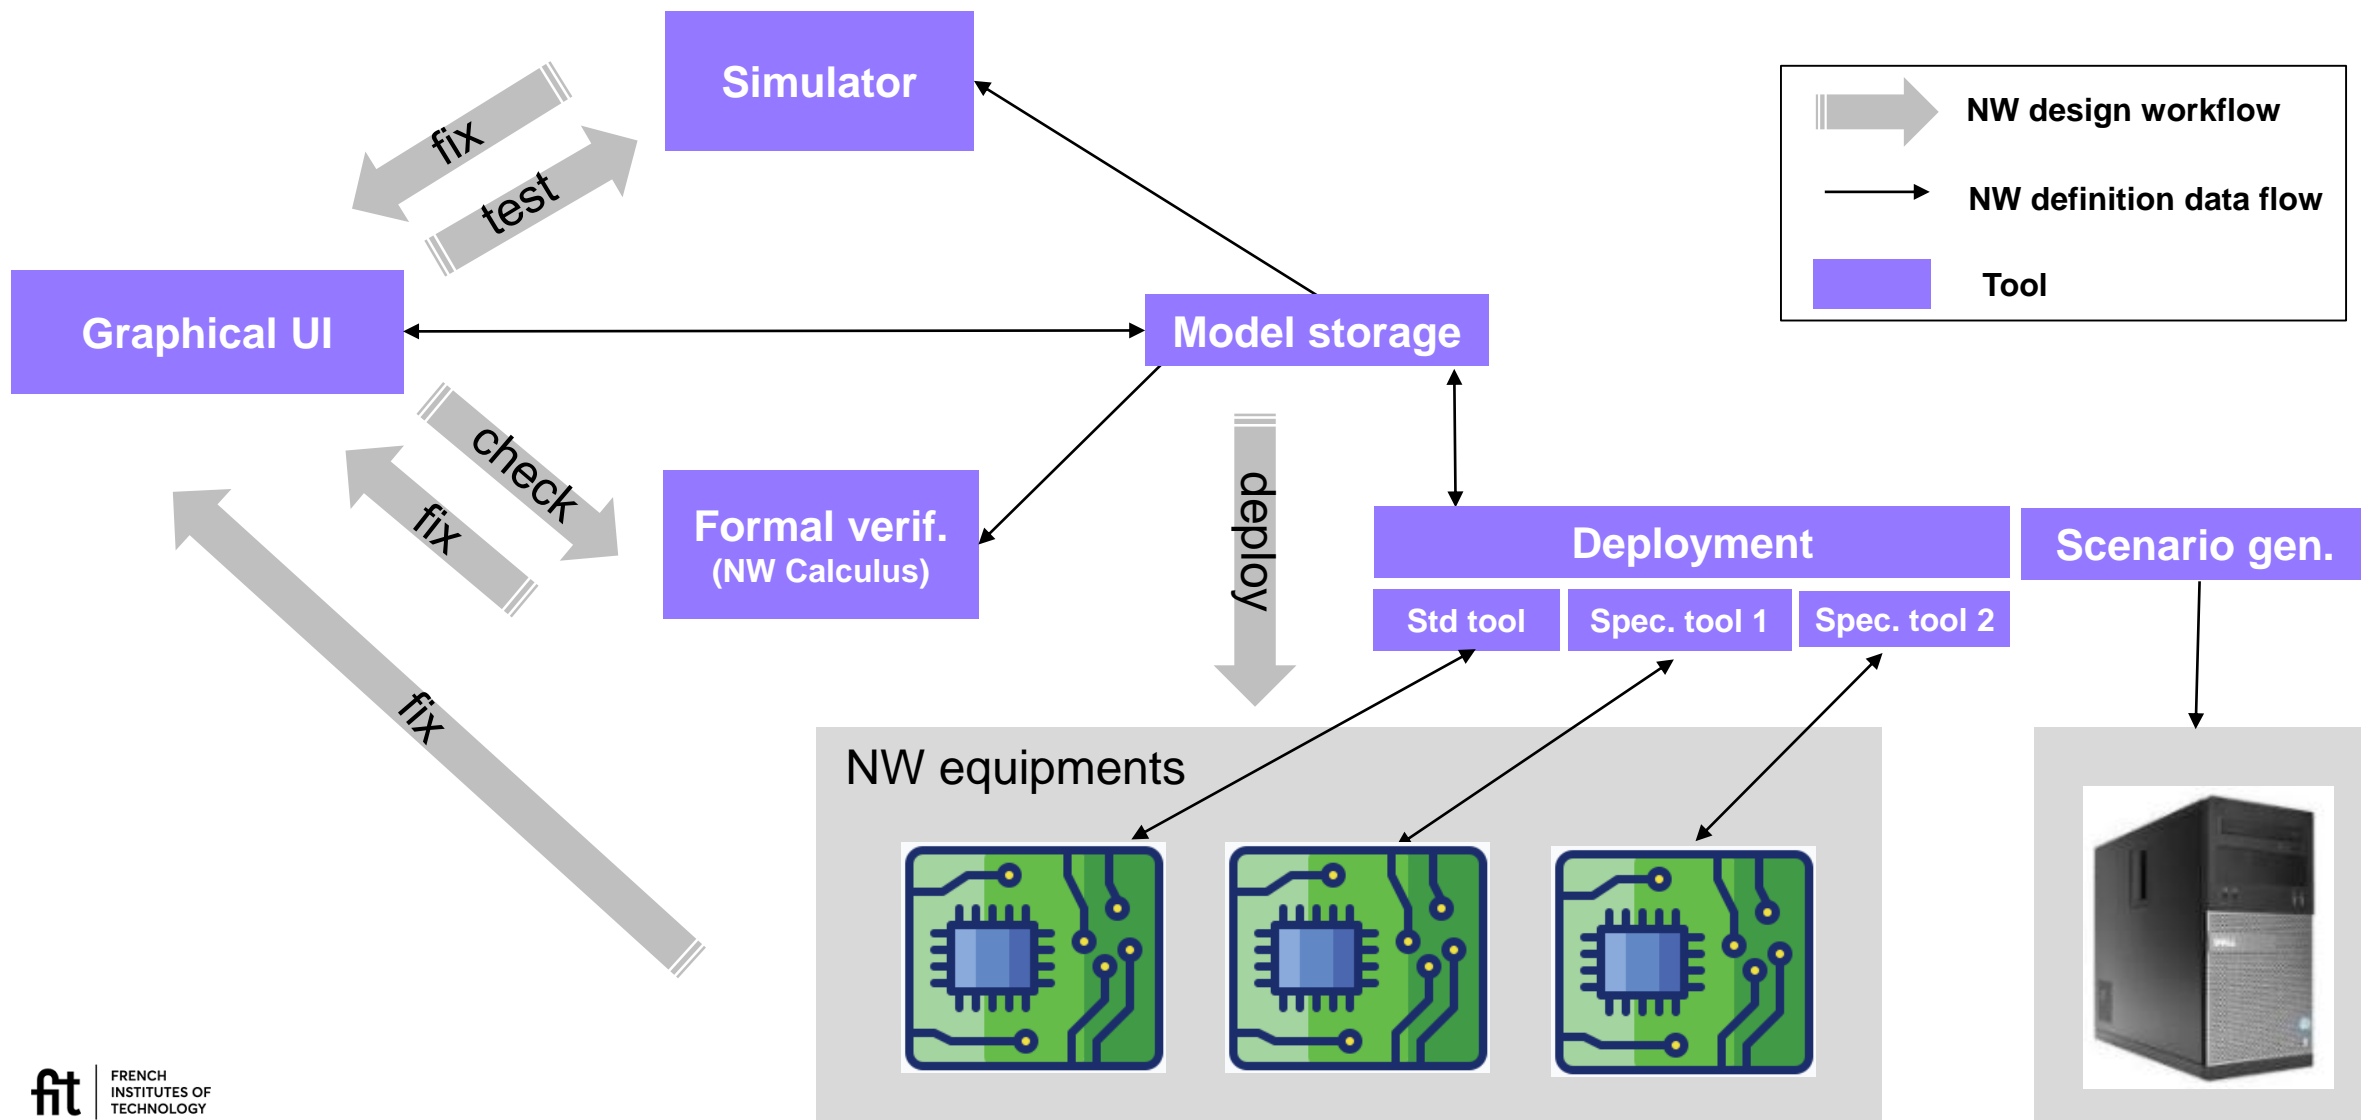 Simulator
NW design workflow
NW definition data flow
Tool
fix
test
Graphical UI
Model storage
check
fix
Formal verif.
(NW Calculus)
deploy
Deployment
Scenario gen.
Std tool
Spec. tool 1
Spec. tool 2
fix
NW equipments
fit
FRENCH
INSTITUTES OF
TECHNOLOGY